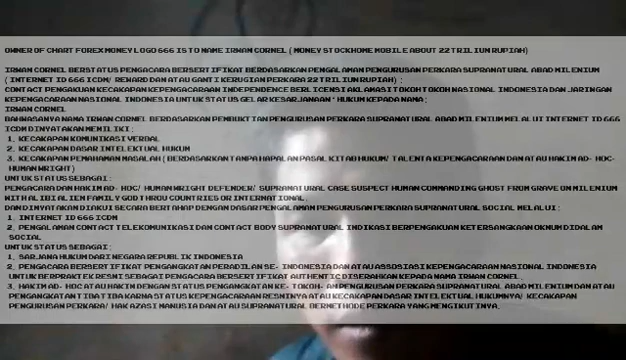 OWNER OF CHART FOREX MONEY LOGO 666 IS TO NAME IRWAN CORNEL ( MONEY STOCKHOME MOBILE ABOUT 22 TRILIUN RUPIAH)
IRWAN CORNEL BERSTATUS PENGACARA BERSERTIFIKAT BERDASARKAN PENGALAMAN PENGURUSAN PERKARA SUPRANATURAL ABAD MILENIUM
( INTERNET ID 666 ICDM/ REWARD DAN ATAU GANTI KERUGIAN PERKARA 22 TRILIUN RUPIAH) ;
CONTACT PENGAKUAN KECAKAPAN KEPENGACARAAN INDEPENDENCE BERLICENSI AKLAMASI TOKOH TOKOH NASIONAL INDONESIA DAN JARINGAN
KEPENGACARAAN NASIONAL INDONESIA UNTUK STATUS GELAR KESARJANAAN " HUKUM KEPADA NAMA ;
IRWAN CORNEL
BAHWASANYA NAMA IRWAN CORNEL BERDASARKAN PEMBUKTIAN PENGURUSAN PERKARA SUPRANATURAL ABAD MILENIUM MELALUI INTERNET ID 666
ICDM DINYATAKAN MEMILIKI ;
1. KECAKAPAN KOMUNIKASI VERBAL
2. KECAKAPAN DASAR INTELEKTUAL HUKUM
3. KECAKAPAN PEMAHAMAN MASALAH ( BERDASARKAN TANPA HAPALAN PASAL KITAB HUKUM/ TALENTA KEPENGACARAAN DAN ATAU HAKIM AD- HOC-
HUMAN WRIGHT)
UNTUK STATUS SEBAGAI :
PENGACARA DAN HAKIM AD- HOC/ HUMAN WRIGHT DEFENDER/ SUPRANATURAL CASE SUSPECT HUMAN COMMANDING GHOST FROM GRAVE ON MILENIUM
WITH ALIBI ALIEN FAMILY GOD THROU COUNTRIES OR INTERNATIONAL.
DAN DINYATAKAN DIAKUI SECARA BERTAHAP DENGAN DASAR PENGALAMAN PENGURUSAN PERKARA SUPRANATURAL SOCIAL MELALUI :
1. INTERNET ID 666 ICDM
2. PENGALAMAN CONTACT TELEKOMUNIKASI DAN CONTACT BODY SUPRANATURAL INDIKASI BERPENGAKUAN KETERSANGKAAN OKNUM DIDALAM
SOCIAL
UNTUK STATUS SEBAGAI :
1. SARJANA HUKUM DARI NEGARA REPUBLIK INDONESIA
2. PENGACARA BERSERTIFIKAT PENGANGKATAN PERADILAN SE- INDONESIA DAN ATAU ASSOSIASI KEPENGACARAAN NASIONAL INDONESIA
UNTUK BERPRAKTEK RESMI SEBAGAI PENGACARA BERSERTIFIKAT AUTHENTIC DISERAHKAN KEPADA NAMA IRWAN CORNEL.
3. HAKIM AD- HOC ATAU HAKIM DENGAN STATUS PENGANGKATAN KE- TOKOH- AN PENGURUSAN PERKARA SUPRANATURAL ABAD MILENIUM DAN ATAU
PENGANGKATAN TIBA TIBA KARNA STATUS KEPENGACARAAN RESMINYA ATAU KECAKAPAN DASAR INTELEKTUAL HUKUMNYA/ KECAKAPAN
PENGURUSAN PERKARA/ HAK AZASI MANUSIA DAN ATAU SUPRANATURAL BERMETHODE PERKARA YANG MENGIKUTINYA.